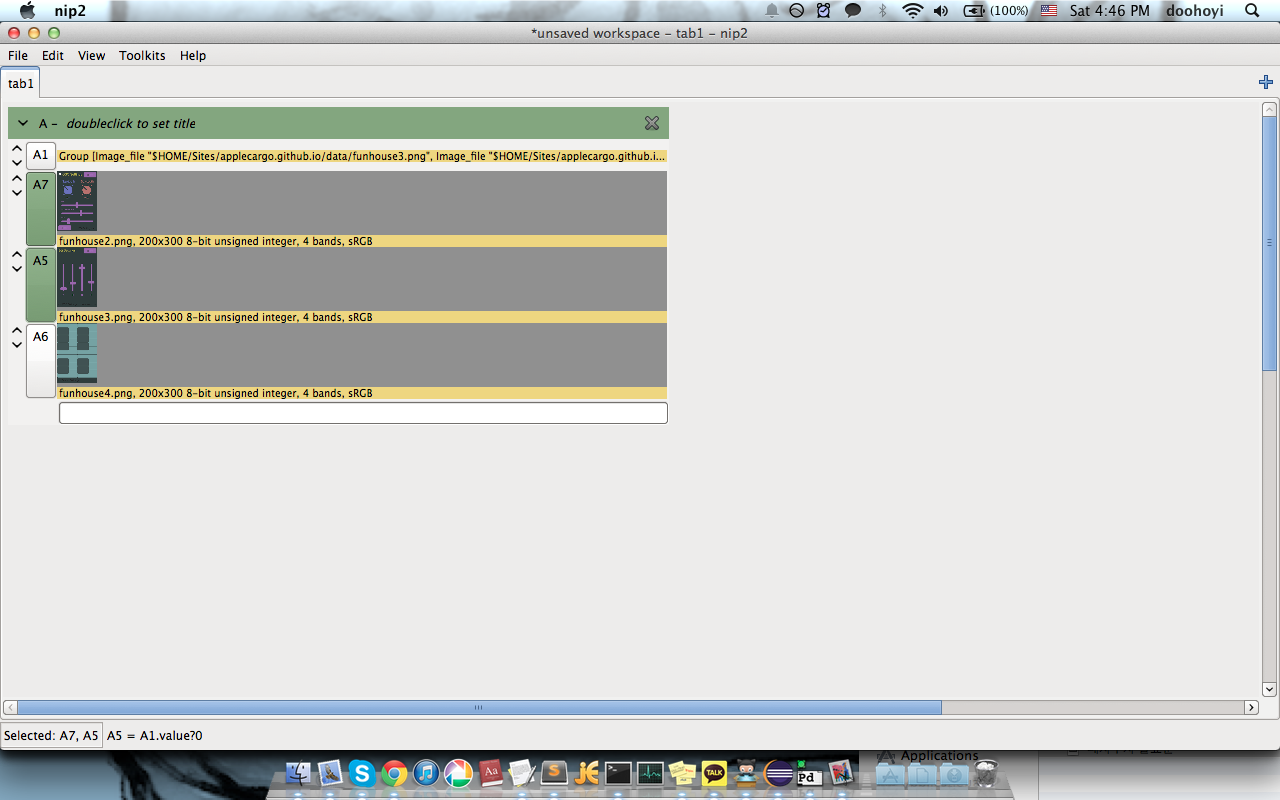 nip2
(100%)
Sat 4:46 PM
doohoyi
*unsaved workspace – tab1 – nip2
File Edit View Toolkits Help
tab1
A – doubleclick to set title
A1
Group [Image_file "$HOME/Sites/applecargo.github.io/data/funhouse3.png", Image_file "$HOME/Sites/applecargo.github.i...
A7
funhouse2.png, 200x300 8-bit unsigned integer, 4 bands, sRGB
A5
funhouse3.png, 200x300 8-bit unsigned integer, 4 bands, sRGB
A6
funhouse4.png, 200x300 8-bit unsigned integer, 4 bands, sRGB
Selected: A7, A5 A5 = A1.value?0
Applications
Aa
TALK
Pd